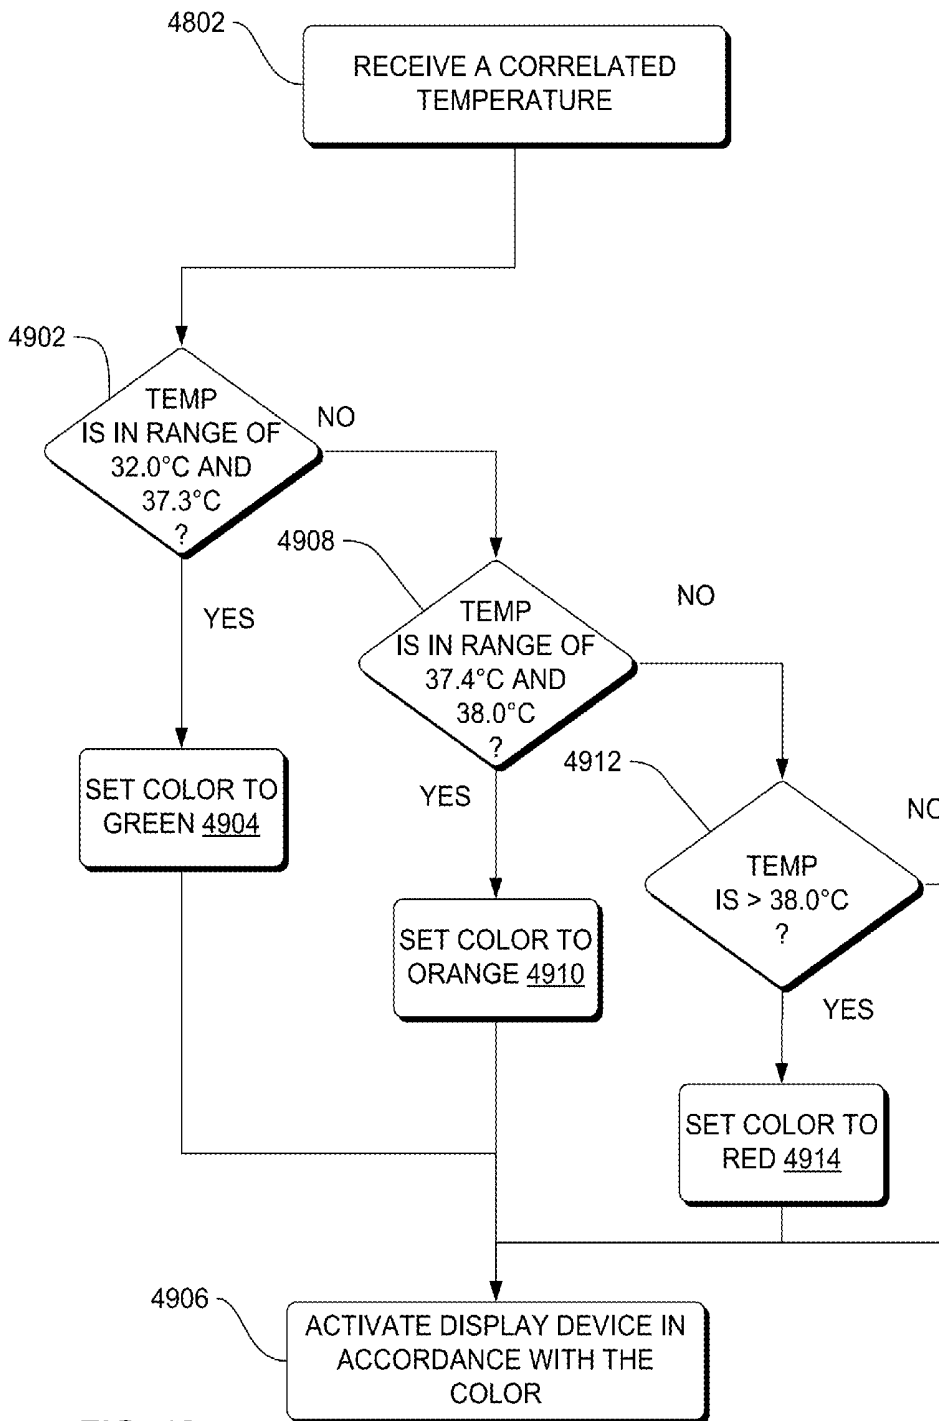 4802
RECEIVE A CORRELATED
TEMPERATURE
4902
TEMP
IS IN RANGE OF
32.0°C AND
37.3°C
?
NO
YES
4908
TEMP
IS IN RANGE OF
37.4°C AND
38.0°C
?
NO
YES
SET COLOR TO
GREEN 4904
4912
TEMP
IS > 38.0°C
?
NO
YES
SET COLOR TO
ORANGE 4910
SET COLOR TO
RED 4914
4906
ACTIVATE DISPLAY DEVICE IN
ACCORDANCE WITH THE
COLOR